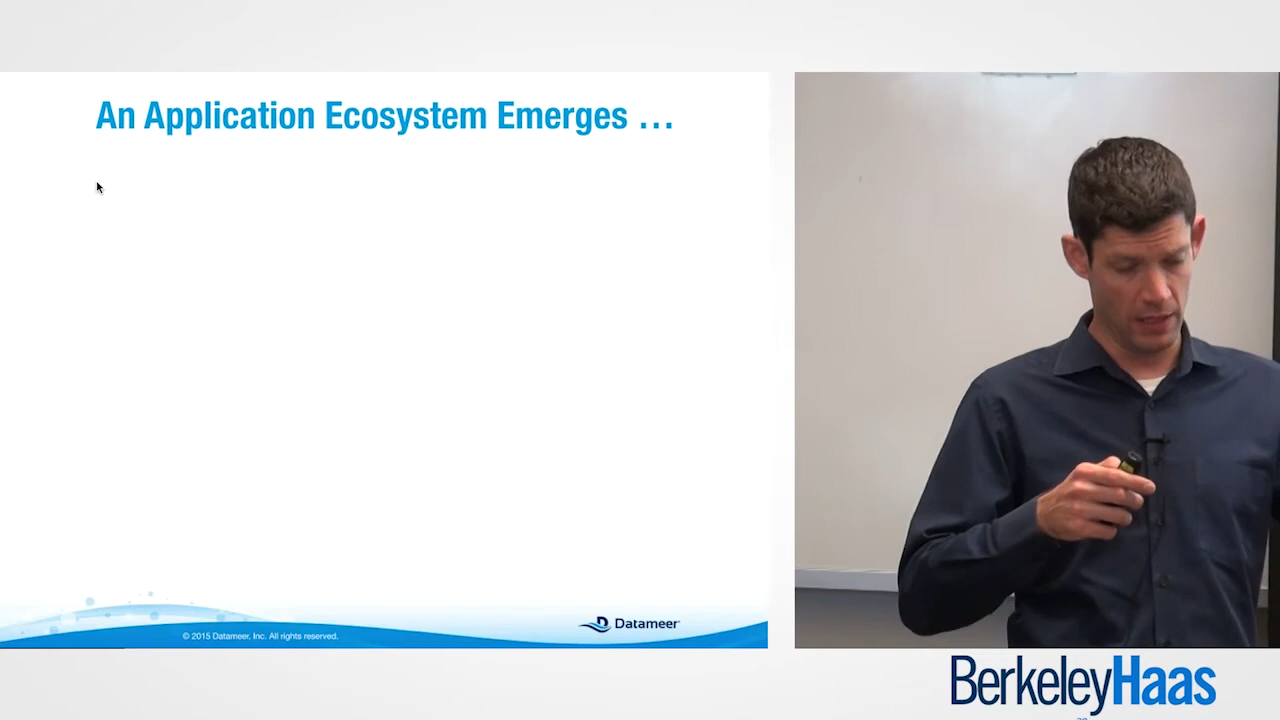 An Application Ecosystem Emerges …
© 2015 Datameer, Inc. All rights reserved.
Datameer
BerkeleyHaas